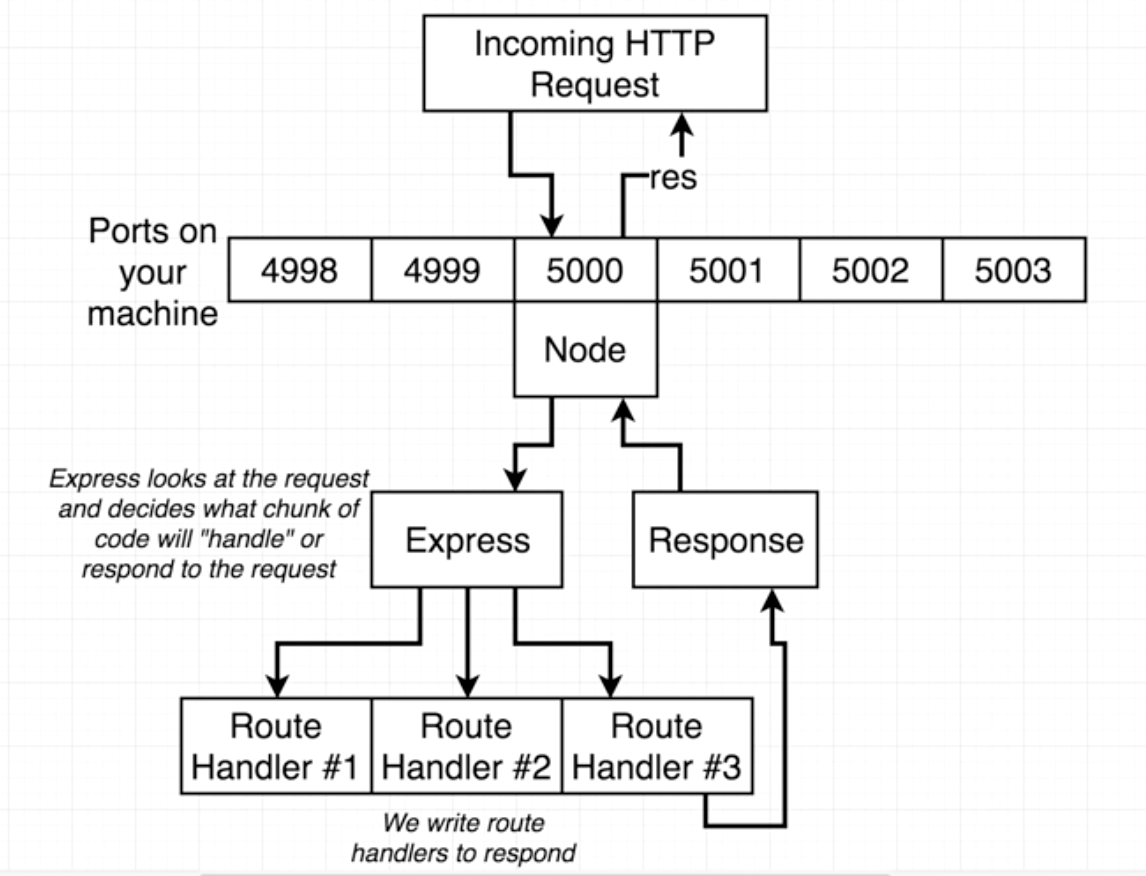 Incoming HTTP
Request
res
Ports on
your
machine
4998
4999
5000
5001
5002
5003
Node
Express looks at the request
and decides what chunk of
code will "handle" or
respond to the request
Express
Response
Route
Handler #1
Route
Handler #2
Route
Handler #3
We write route
handlers to respond